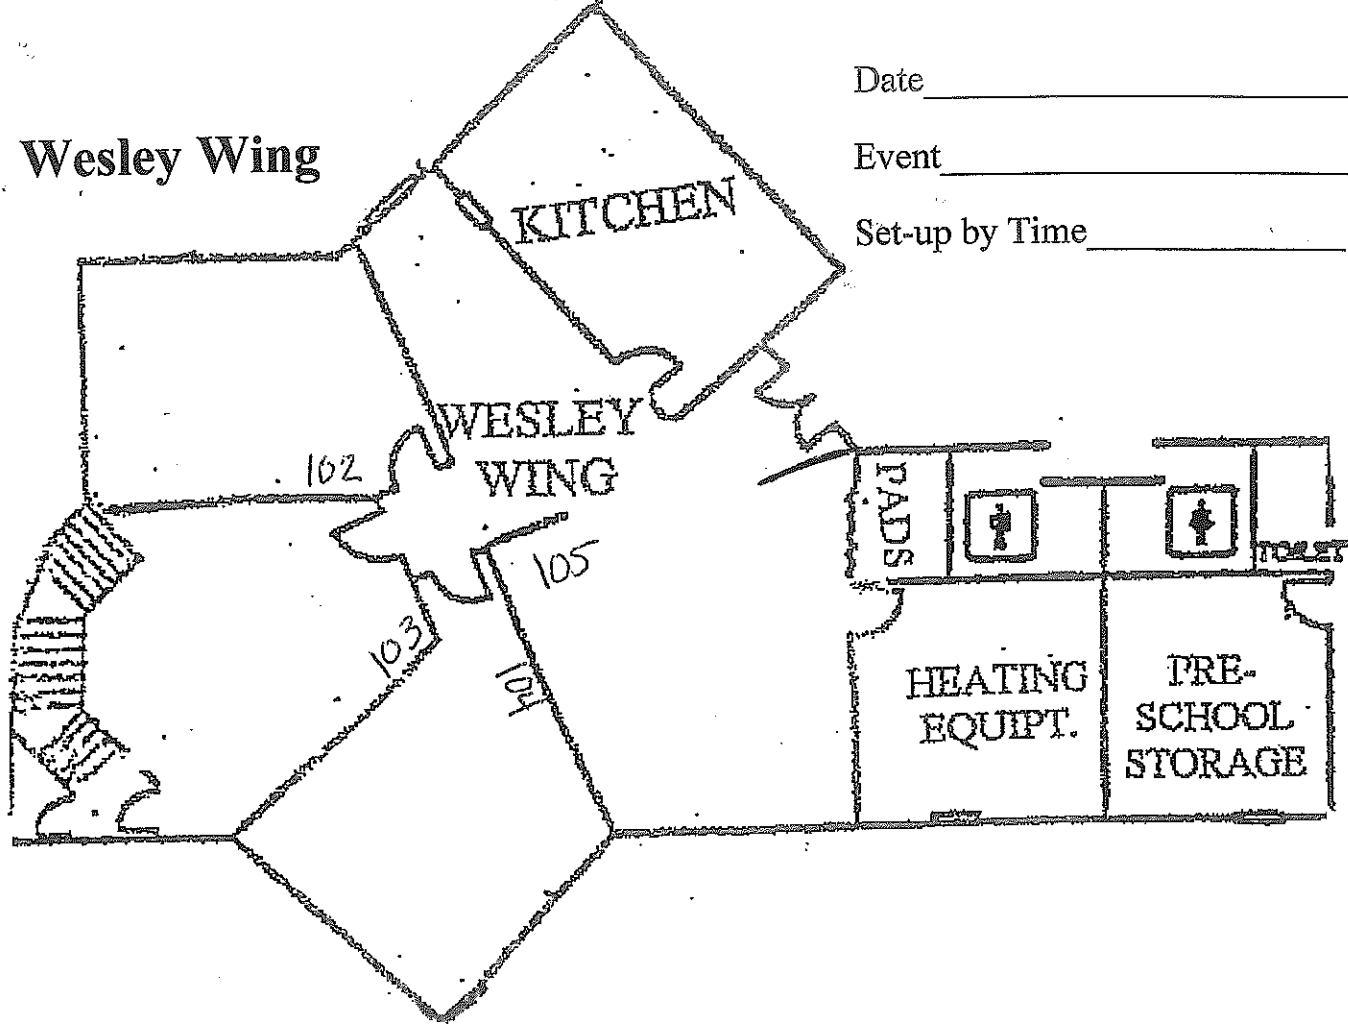 Date
Event
Set-up by Time
Wesley Wing
KITCHEN
WESLEY
WING
102
105
103
104
PADS
HEATING
EQUIPT.
PRE-
SCHOOL
STORAGE
TOILET